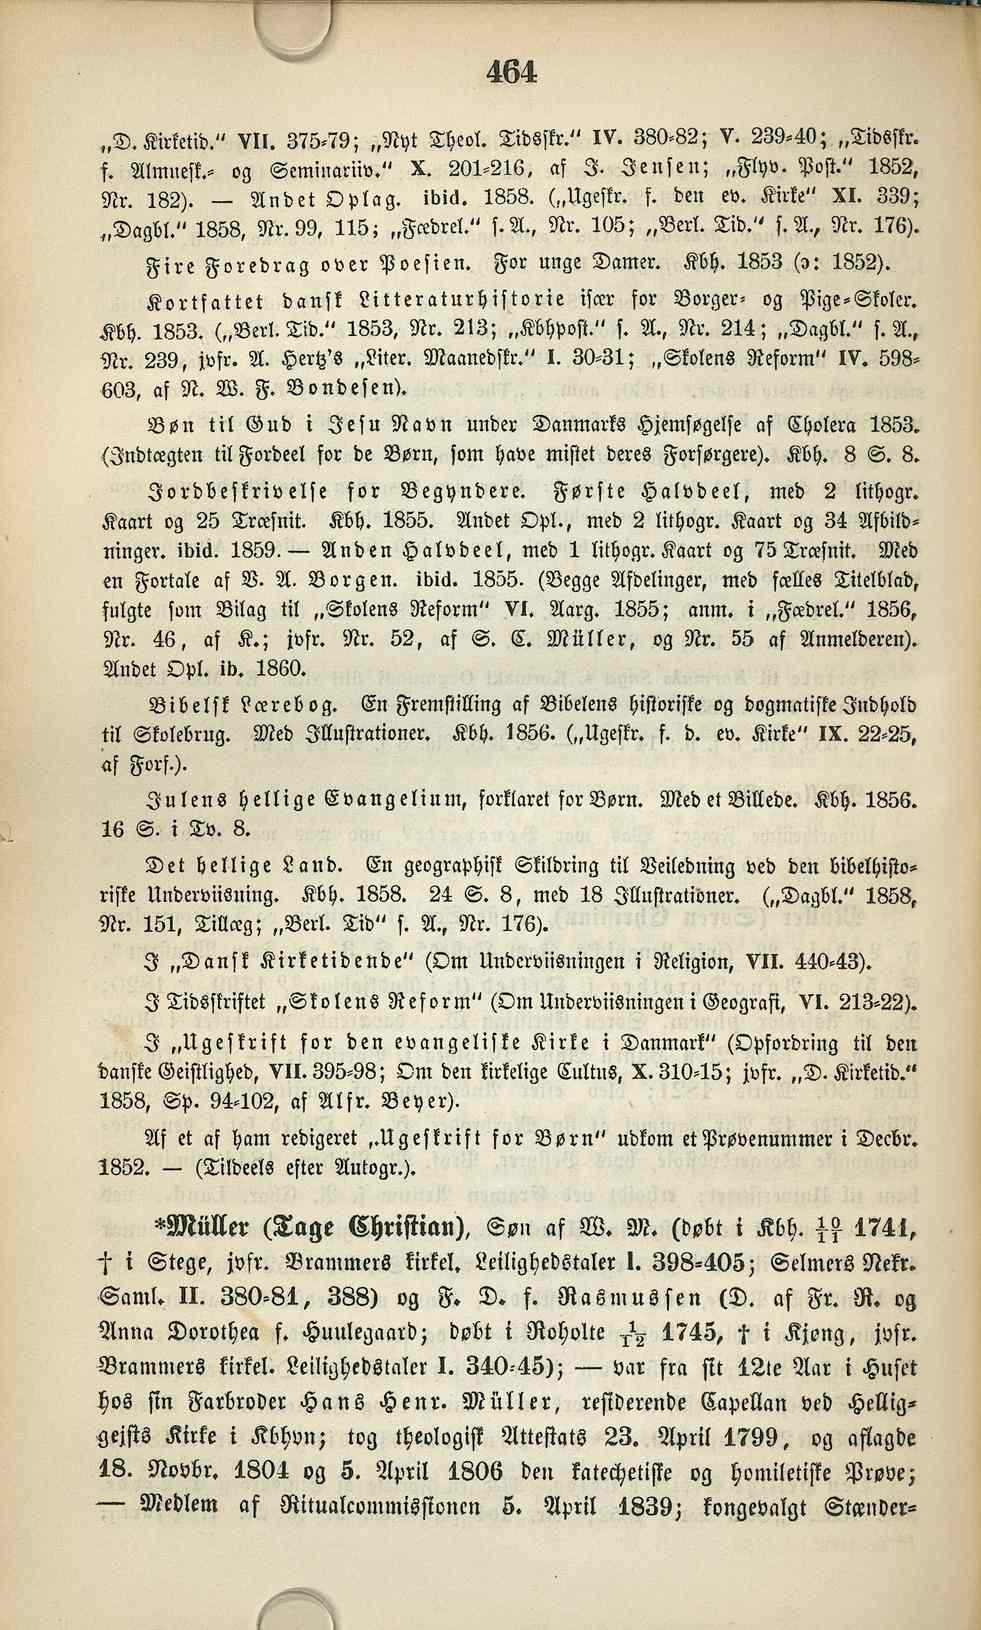 464
„D. Kirketid." VII. 375-79; „Nyt Theol. Tidsskr." IV. 380-82; V. 239-40; „Tidsskr.
f. Almuesk.- og Seminariiv." X. 201-216, af J. Jensen; „Flyv. Post." 1852,
Nr. 182). — Andet Oplag. ibid. 1858. („Ugeskr. f. den ev. Kirke" XI. 339;
„Dagbl." 1858, Nr. 99, 115; „Fædrel." s. A., Nr. 105; „Berl. Tid." s. A., Nr. 176).
Fire Foredrag over Poesien. For unge Damer. Kbh. 1853 (ɔ: 1852).
Kortfattet dansk Litteraturhistorie især for Borger- og Pige-Skoler.
Kbh. 1853. („Berl. Tid." 1853, Nr. 213; „Kbhpost." s. A., Nr. 214; „Dagbl." s. A.,
Nr. 239, jvfr. A. Hertz's „Liter. Maanedskr." I. 30-31; „Skolens Reform" IV. 598-
603, af N. W. F. Bondesen).
Bøn til Gud i Jesu Navn under Danmarks Hjemsøgelse af Cholera 1853.
(Indtægten til Fordeel for de Børn, som have mistet deres Forsørgere). Kbh. 8 S. 8.
Jordbeskrivelse for Begyndere. Første Halvdeel, med 2 lithogr.
Kaart og 25 Træsnit. Kbh. 1855. Andet Opl., med 2 lithogr. Kaart og 34 Afbild-
ninger. ibid. 1859. — Anden Halvdeel, med 1 lithogr. Kaart og 75 Træsnit. Med
en Fortale af V. A. Borgen. ibid. 1855. (Begge Afdelinger, med fælles Titelblad,
fulgte som Bilag til „Skolens Reform" VI. Aarg. 1855; anm. i „Fædrel." 1856,
Nr. 46, af K.; jvfr. Nr. 52, af S. C. Müller, og Nr. 55 af Anmelderen).
Andet Opl. ib. 1860.
Bibelsk Lærebog. En Fremstilling af Bibelens historiske og dogmatiske Indhold
til Skolebrug. Med Illustrationer. Kbh. 1856. („Ugeskr. f. d. ev. Kirke" IX. 22-25,
af Forf.).
Julens hellige Evangelium, forklaret for Børn. Med et Billede. Kbh. 1856.
16 S. i Tv. 8.
Det hellige Land. En geographisk Skildring til Veiledning ved den bibelhisto-
riske Underviisning. Kbh. 1858. 24 S. 8, med 18 Illustrationer. („Dagbl." 1858,
Nr. 151, Tillæg; „Berl. Tid" s. A., Nr. 176).
I „Dansk Kirketidende" (Om Underviisningen i Religion, VII. 440-43).
I Tidsskriftet „Skolens Reform" (Om Underviisningen i Geografi, VI. 213-22).
I „Ugeskrift for den evangeliske Kirke i Danmark" (Opfordring til den
danske Geistlighed, VII. 395-98; Om den kirkelige Cultus, X. 310-15; jvfr. „D. Kirketid."
1858, Sp. 94-102, af Alfr. Beyer).
Af et af ham redigeret „Ugeskrift for Børn" udkom et Prøvenummer i Decbr.
1852. — (Tildeels efter Autogr.).
*Müller (Tage Christian), Søn af W. M. (døbt i Kbh. 10/11 1741,
† i Stege, jvfr. Brammers kirkel. Leilighedstaler I. 398-405; Selmers Nekr.
Saml. II. 380-81, 388) og F. D. f. Rasmussen (D. af Fr. R. og
Anna Dorothea f. Huulegaard; døbt i Roholte 1/12 1745, † i Kjøng, jvfr.
Brammers kirkel. Leilighedstaler I. 340-45); — var fra sit 12te Aar i Huset
hos sin Farbroder Hans Henr. Müller, residerende Capellan ved Hellig-
gejsts Kirke i Kbhvn; tog theologisk Attestats 23. April 1799, og aflagde
18. Novbr. 1804 og 5. April 1806 den katechetiske og homiletiske Prøve;
— Medlem af Ritualcommissionen 5. April 1839; kongevalgt Stænder-